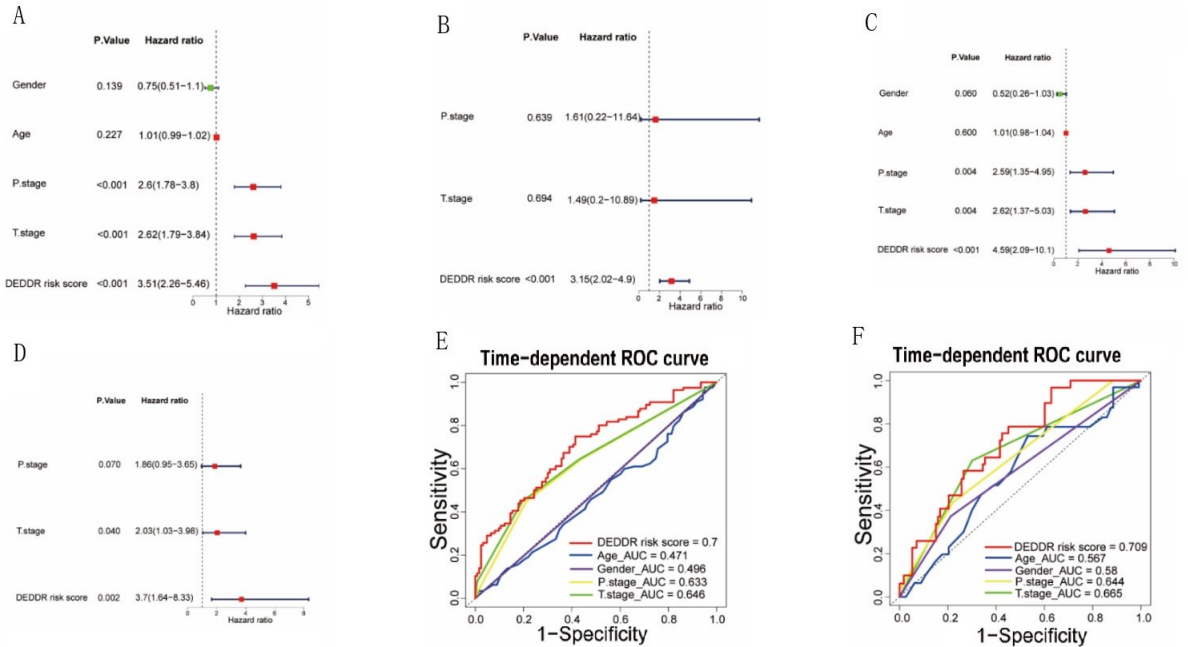 A
P.Value Hazard ratio
Gender 0.139 0.75(0.51−1.1)
Age 0.227 1.01(0.99−1.02)
P.stage <0.001 2.6(1.78−3.8)
T.stage <0.001 2.62(1.79−3.84)
DEDDR risk score <0.001 3.51(2.26−5.46)
0 1 2 3 4 5
Hazard ratio
B
P.Value Hazard ratio
P.stage 0.639 1.61(0.22−11.64)
T.stage 0.694 1.49(0.2−10.89)
DEDDR risk score <0.001 3.15(2.02−4.9)
0 2 4 6 8 10
Hazard ratio
C
P.Value Hazard ratio
Gender 0.060 0.52(0.26−1.03)
Age 0.600 1.01(0.98−1.04)
P.stage 0.004 2.59(1.35−4.95)
T.stage 0.004 2.62(1.37−5.03)
DEDDR risk score <0.001 4.59(2.09−10.1)
0 2 4 6 8 10
Hazard ratio
D
P.Value Hazard ratio
P.stage 0.070 1.86(0.95−3.65)
T.stage 0.040 2.03(1.03−3.98)
DEDDR risk score 0.002 3.7(1.64−8.33)
0 2 4 6 8
Hazard ratio
E
Time−dependent ROC curve
Sensitivity
1.0
0.8
0.6
0.4
0.2
0.0
DEDDR risk score = 0.7
Age_AUC = 0.471
Gender_AUC = 0.496
P.stage_AUC = 0.633
T.stage_AUC = 0.646
0.0 0.2 0.4 0.6 0.8 1.0
1−Specificity
F
Time−dependent ROC curve
Sensitivity
1.0
0.8
0.6
0.4
0.2
0.0
DEDDR risk score = 0.709
Age_AUC = 0.567
Gender_AUC = 0.58
P.stage_AUC = 0.644
T.stage_AUC = 0.665
0.0 0.2 0.4 0.6 0.8 1.0
1−Specificity